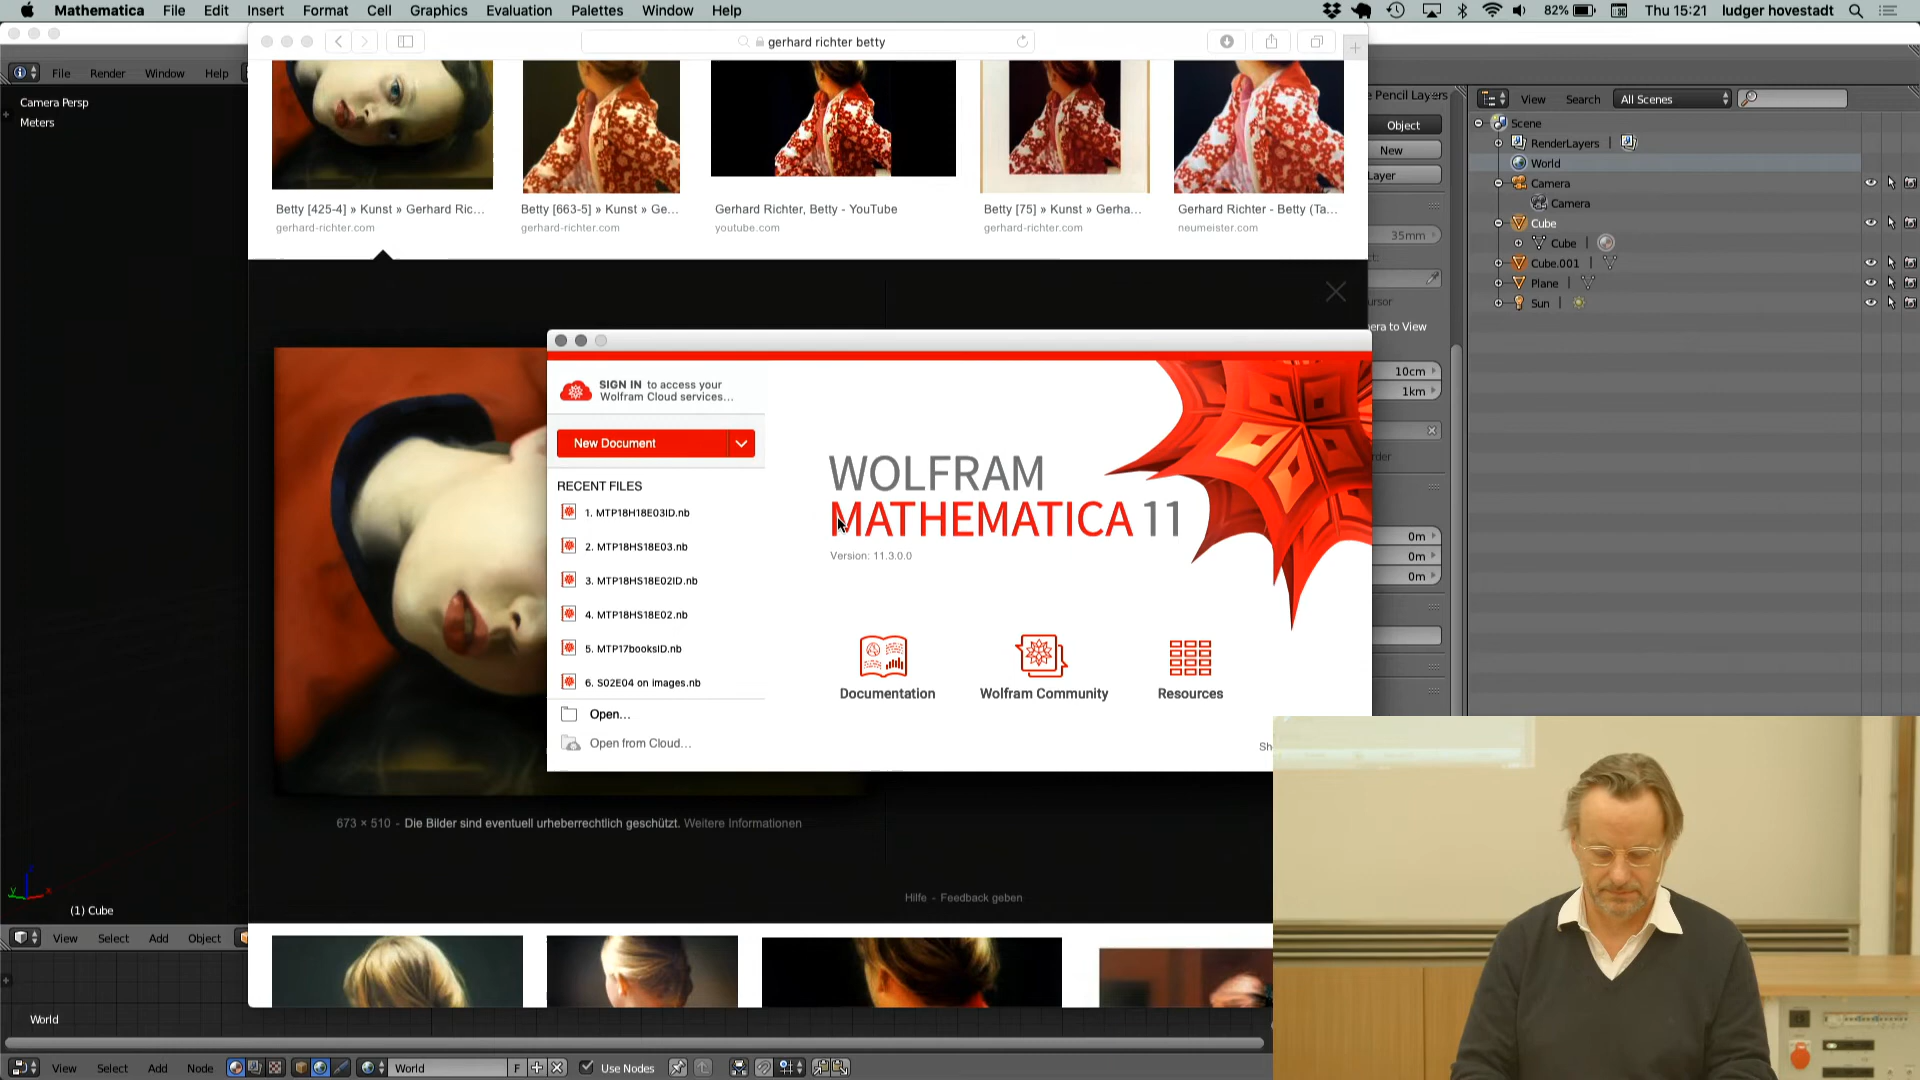 Mathematica File Edit Insert Format Cell Graphics Evaluation Palettes Window Help
82% Thu 15:21 ludger hovestadt
gerhard richter betty
File Render Window Help
Camera Persp
Meters
Betty [425-4] » Kunst » Gerhard Ric...
gerhard-richter.com
Betty [663-5] » Kunst » Ge...
gerhard-richter.com
Gerhard Richter, Betty - YouTube
youtube.com
Betty [75] » Kunst » Gerha...
gerhard-richter.com
Gerhard Richter - Betty (Ta...
neumeister.com
e Pencil Layers
Object
New
Layer
35mm
ursor
era to View
10cm
1km
rder
0m
0m
0m
View Search All Scenes
Scene
RenderLayers
World
Camera
Camera
Cube
Cube
Cube.001
Plane
Sun
SIGN IN to access your
Wolfram Cloud services...
New Document
RECENT FILES
1. MTP18H18E03ID.nb
2. MTP18HS18E03.nb
3. MTP18HS18E02ID.nb
4. MTP18HS18E02.nb
5. MTP17booksID.nb
6. S02E04 on images.nb
Open...
Open from Cloud...
WOLFRAM
MATHEMATICA 11
Version: 11.3.0.0
Documentation
Wolfram Community
Resources
Sh
673 × 510 - Die Bilder sind eventuell urheberrechtlich geschützt. Weitere Informationen
Hilfe - Feedback geben
z
y x
(1) Cube
View Select Add Object
World
View Select Add Node World F Use Nodes